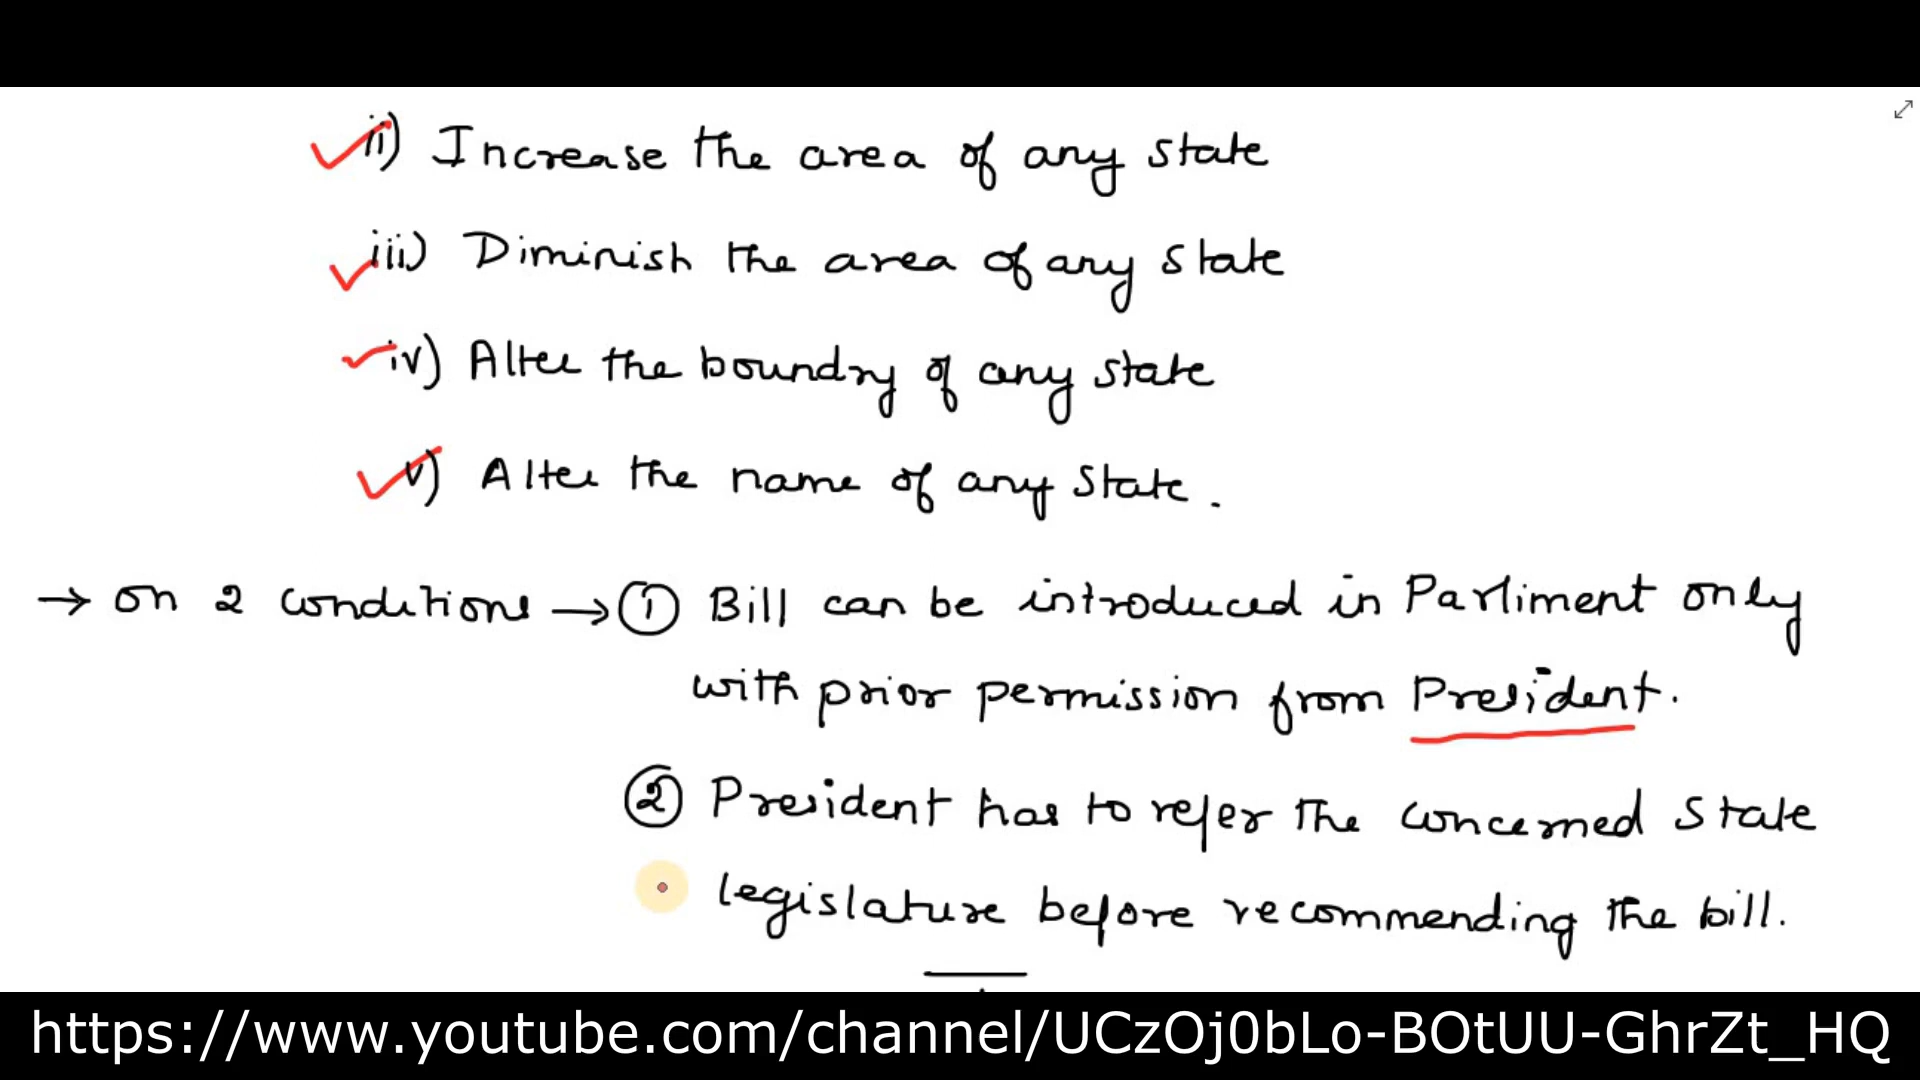 ii) Increase the area of any state
iii) Diminish the area of any state
iv) Alter the boundry of any state
v) Alter the name of any State.
→ on 2 conditions → ① Bill can be introduced in Parliment only
with prior permission from President.
② President has to refer the concerned State
legislature before recommending the bill.
https://www.youtube.com/channel/UCzOj0bLo-BOtUU-GhrZt_HQ